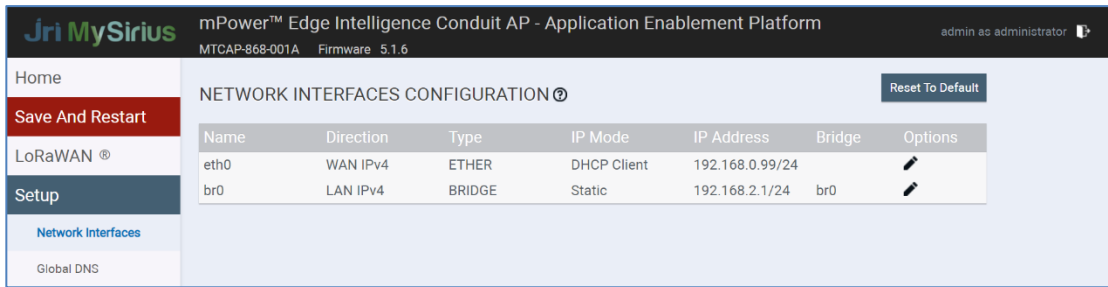 Jri MySirius
mPower™ Edge Intelligence Conduit AP - Application Enablement Platform
MTCAP-868-001A Firmware 5.1.6
admin as administrator
Home
Save And Restart
LoRaWAN ®
Setup
Network Interfaces
Global DNS
NETWORK INTERFACES CONFIGURATION
Reset To Default
Name Direction Type IP Mode IP Address Bridge Options
eth0 WAN IPv4 ETHER DHCP Client 192.168.0.99/24
br0 LAN IPv4 BRIDGE Static 192.168.2.1/24 br0